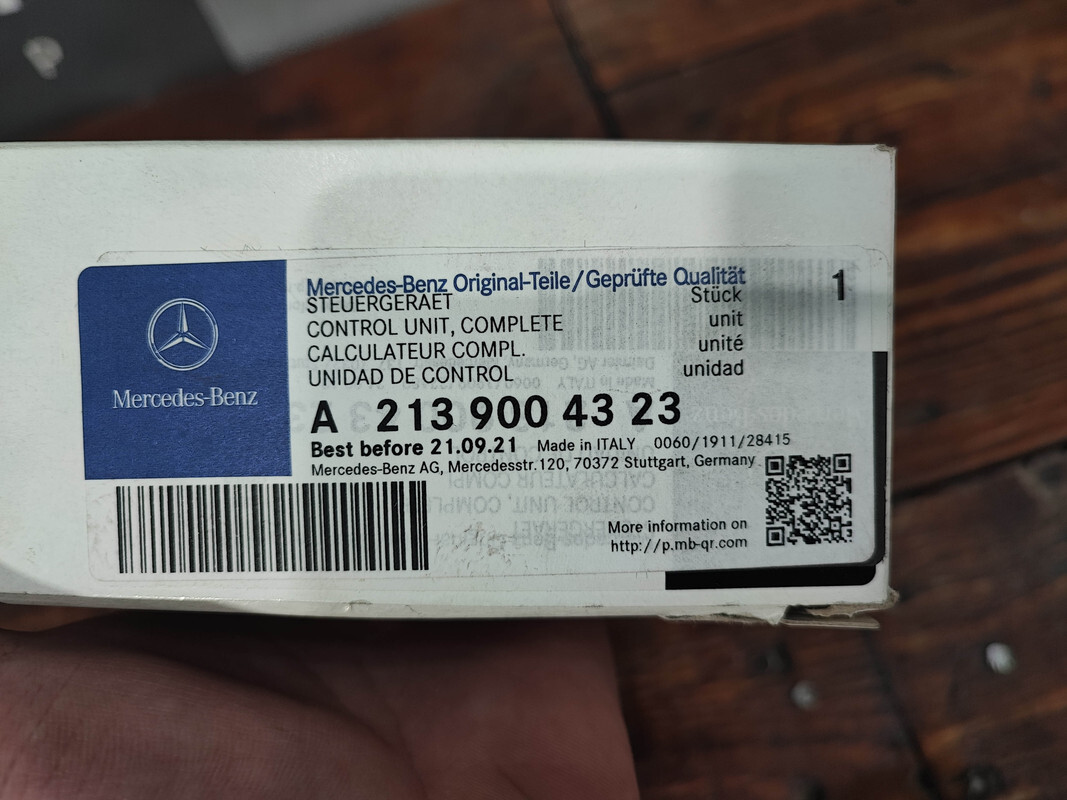 Mercedes-Benz
Mercedes-Benz Original-Teile/Geprüfte Qualität
STEUERGERAET Stück 1
CONTROL UNIT, COMPLETE unit
CALCULATEUR COMPL. unité
UNIDAD DE CONTROL unidad
A 213 900 43 23
Best before 21.09.21 Made in ITALY 0060/1911/28415
Mercedes-Benz AG, Mercedesstr.120, 70372 Stuttgart, Germany
More information on
http://p.mb-qr.com